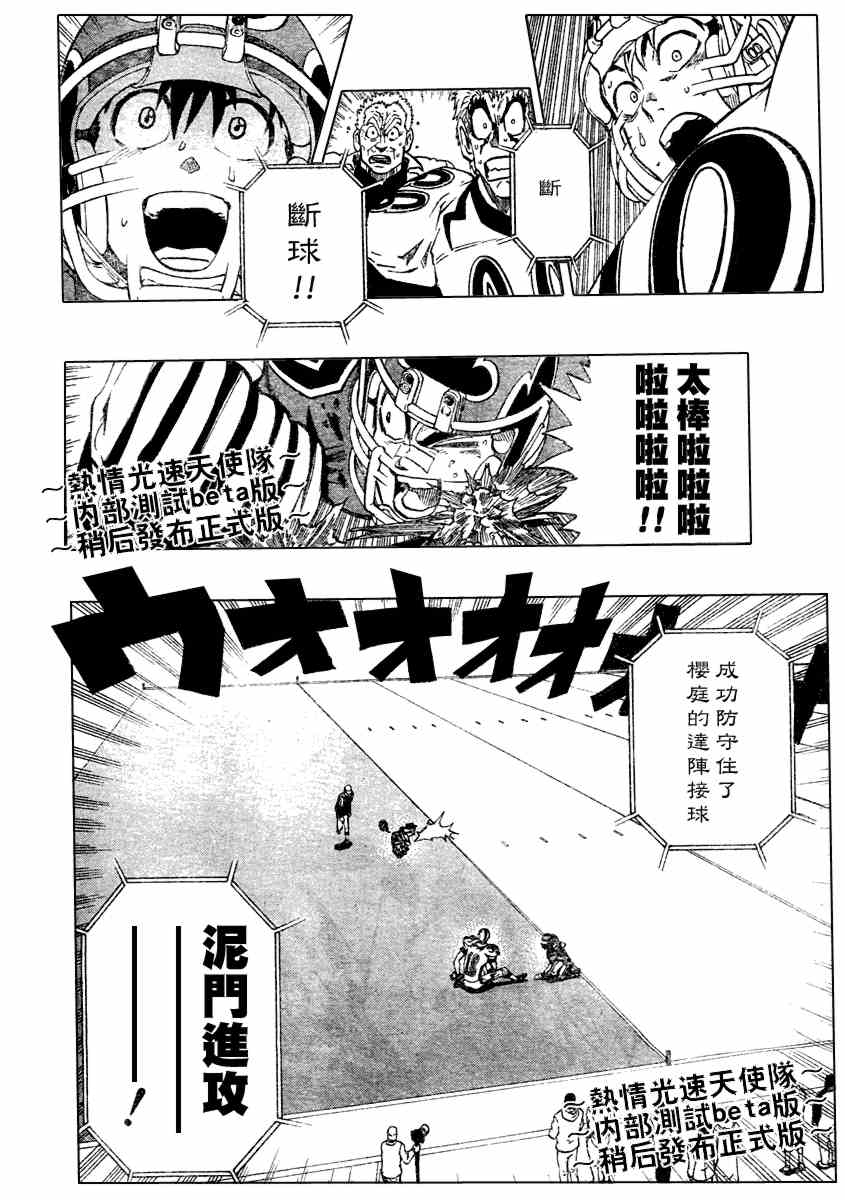 斷
斷球!!
太棒啦啦啦
啦啦啦啦!!
～熱情光速天使隊～
～內部測試beta版～
～稍后發布正式版～
ウオオオオオ
成功防守住了
櫻庭的達陣接球
泥門進攻
——！
～熱情光速天使隊～
～內部測試beta版～
～稍后發布正式版～